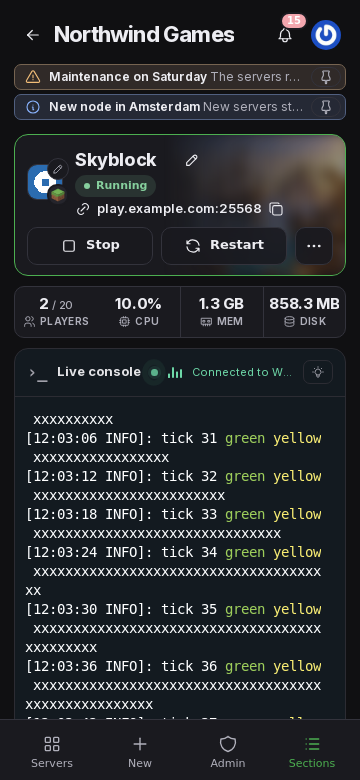 Northwind Games
15
Maintenance on Saturday The servers r...
New node in Amsterdam New servers st...
Skyblock
Running
play.example.com:25568
Stop
Restart
2 / 20
PLAYERS
10.0%
CPU
1.3 GB
MEM
858.3 MB
DISK
Live console
Connected to W...
xxxxxxxxxx
[12:03:06 INFO]: tick 31 green yellow
xxxxxxxxxxxxxxxxx
[12:03:12 INFO]: tick 32 green yellow
xxxxxxxxxxxxxxxxxxxxxxxx
[12:03:18 INFO]: tick 33 green yellow
xxxxxxxxxxxxxxxxxxxxxxxxxxxxxxx
[12:03:24 INFO]: tick 34 green yellow
xxxxxxxxxxxxxxxxxxxxxxxxxxxxxxxxxxxx
xx
[12:03:30 INFO]: tick 35 green yellow
xxxxxxxxxxxxxxxxxxxxxxxxxxxxxxxxxxxx
xxxxxxxxx
[12:03:36 INFO]: tick 36 green yellow
xxxxxxxxxxxxxxxxxxxxxxxxxxxxxxxxxxxx
xxxxxxxxxxxxxxxx
Servers
New
Admin
Sections